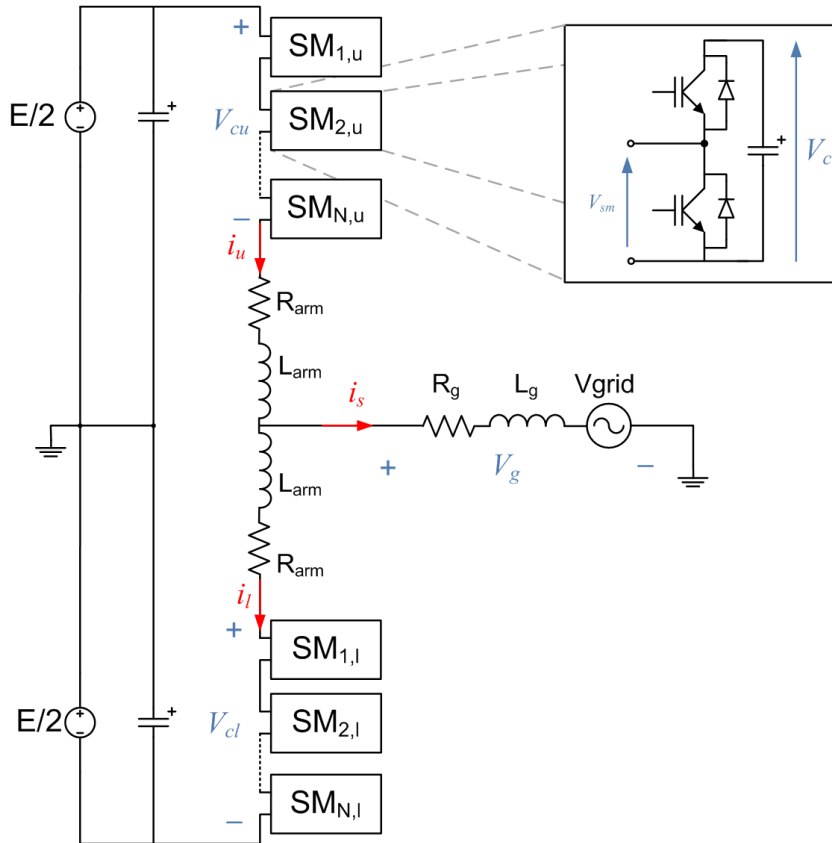 +
SM1,u
E/2
+
Vcu
SM2,u
Vsm
+
Vc
–
SMN,u
iu
Rarm
Larm
is
Rg
Lg
Vgrid
+
Vg
–
Larm
Rarm
il
+
SM1,l
E/2
+
Vcl
SM2,l
–
SMN,l